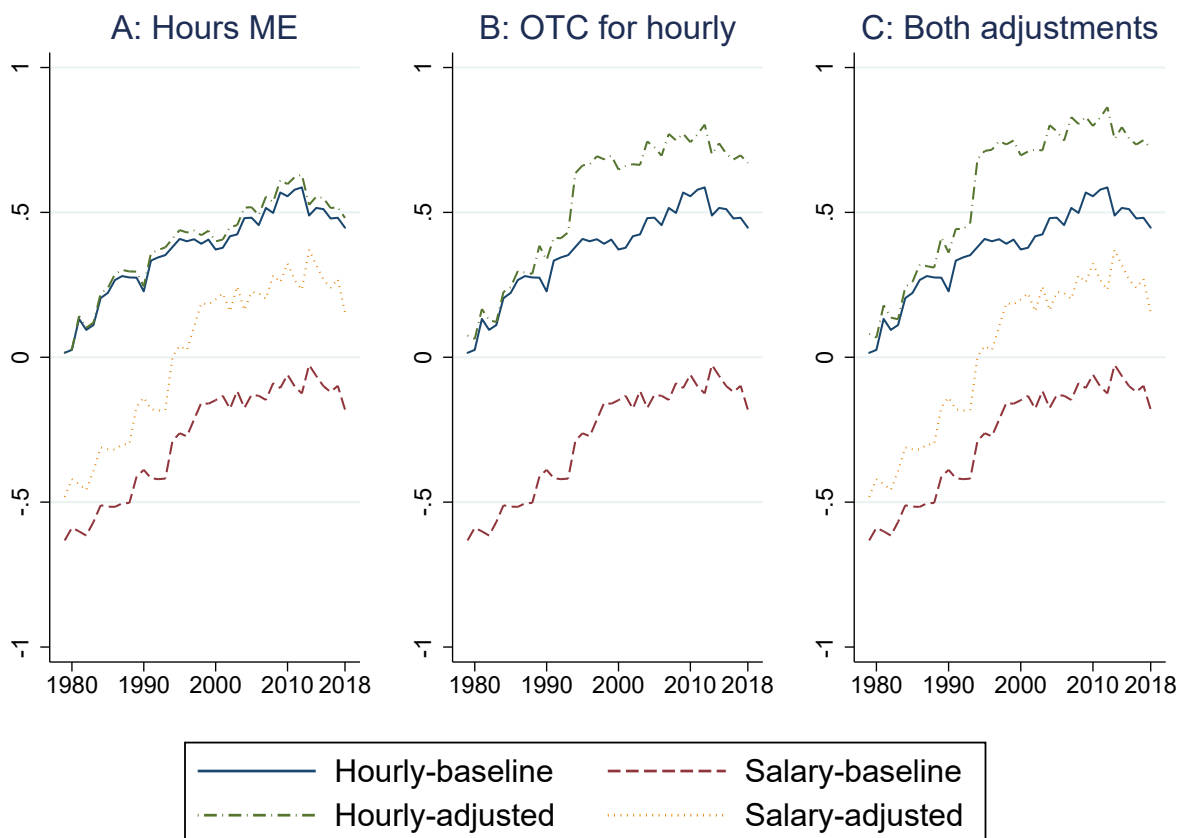 A: Hours ME
B: OTC for hourly
C: Both adjustments
1
.5
0
-.5
-1
1980 1990 2000 2010 2018
1
.5
0
-.5
-1
1980 1990 2000 2010 2018
1
.5
0
-.5
-1
1980 1990 2000 2010 2018
Hourly-baseline
Salary-baseline
Hourly-adjusted
Salary-adjusted